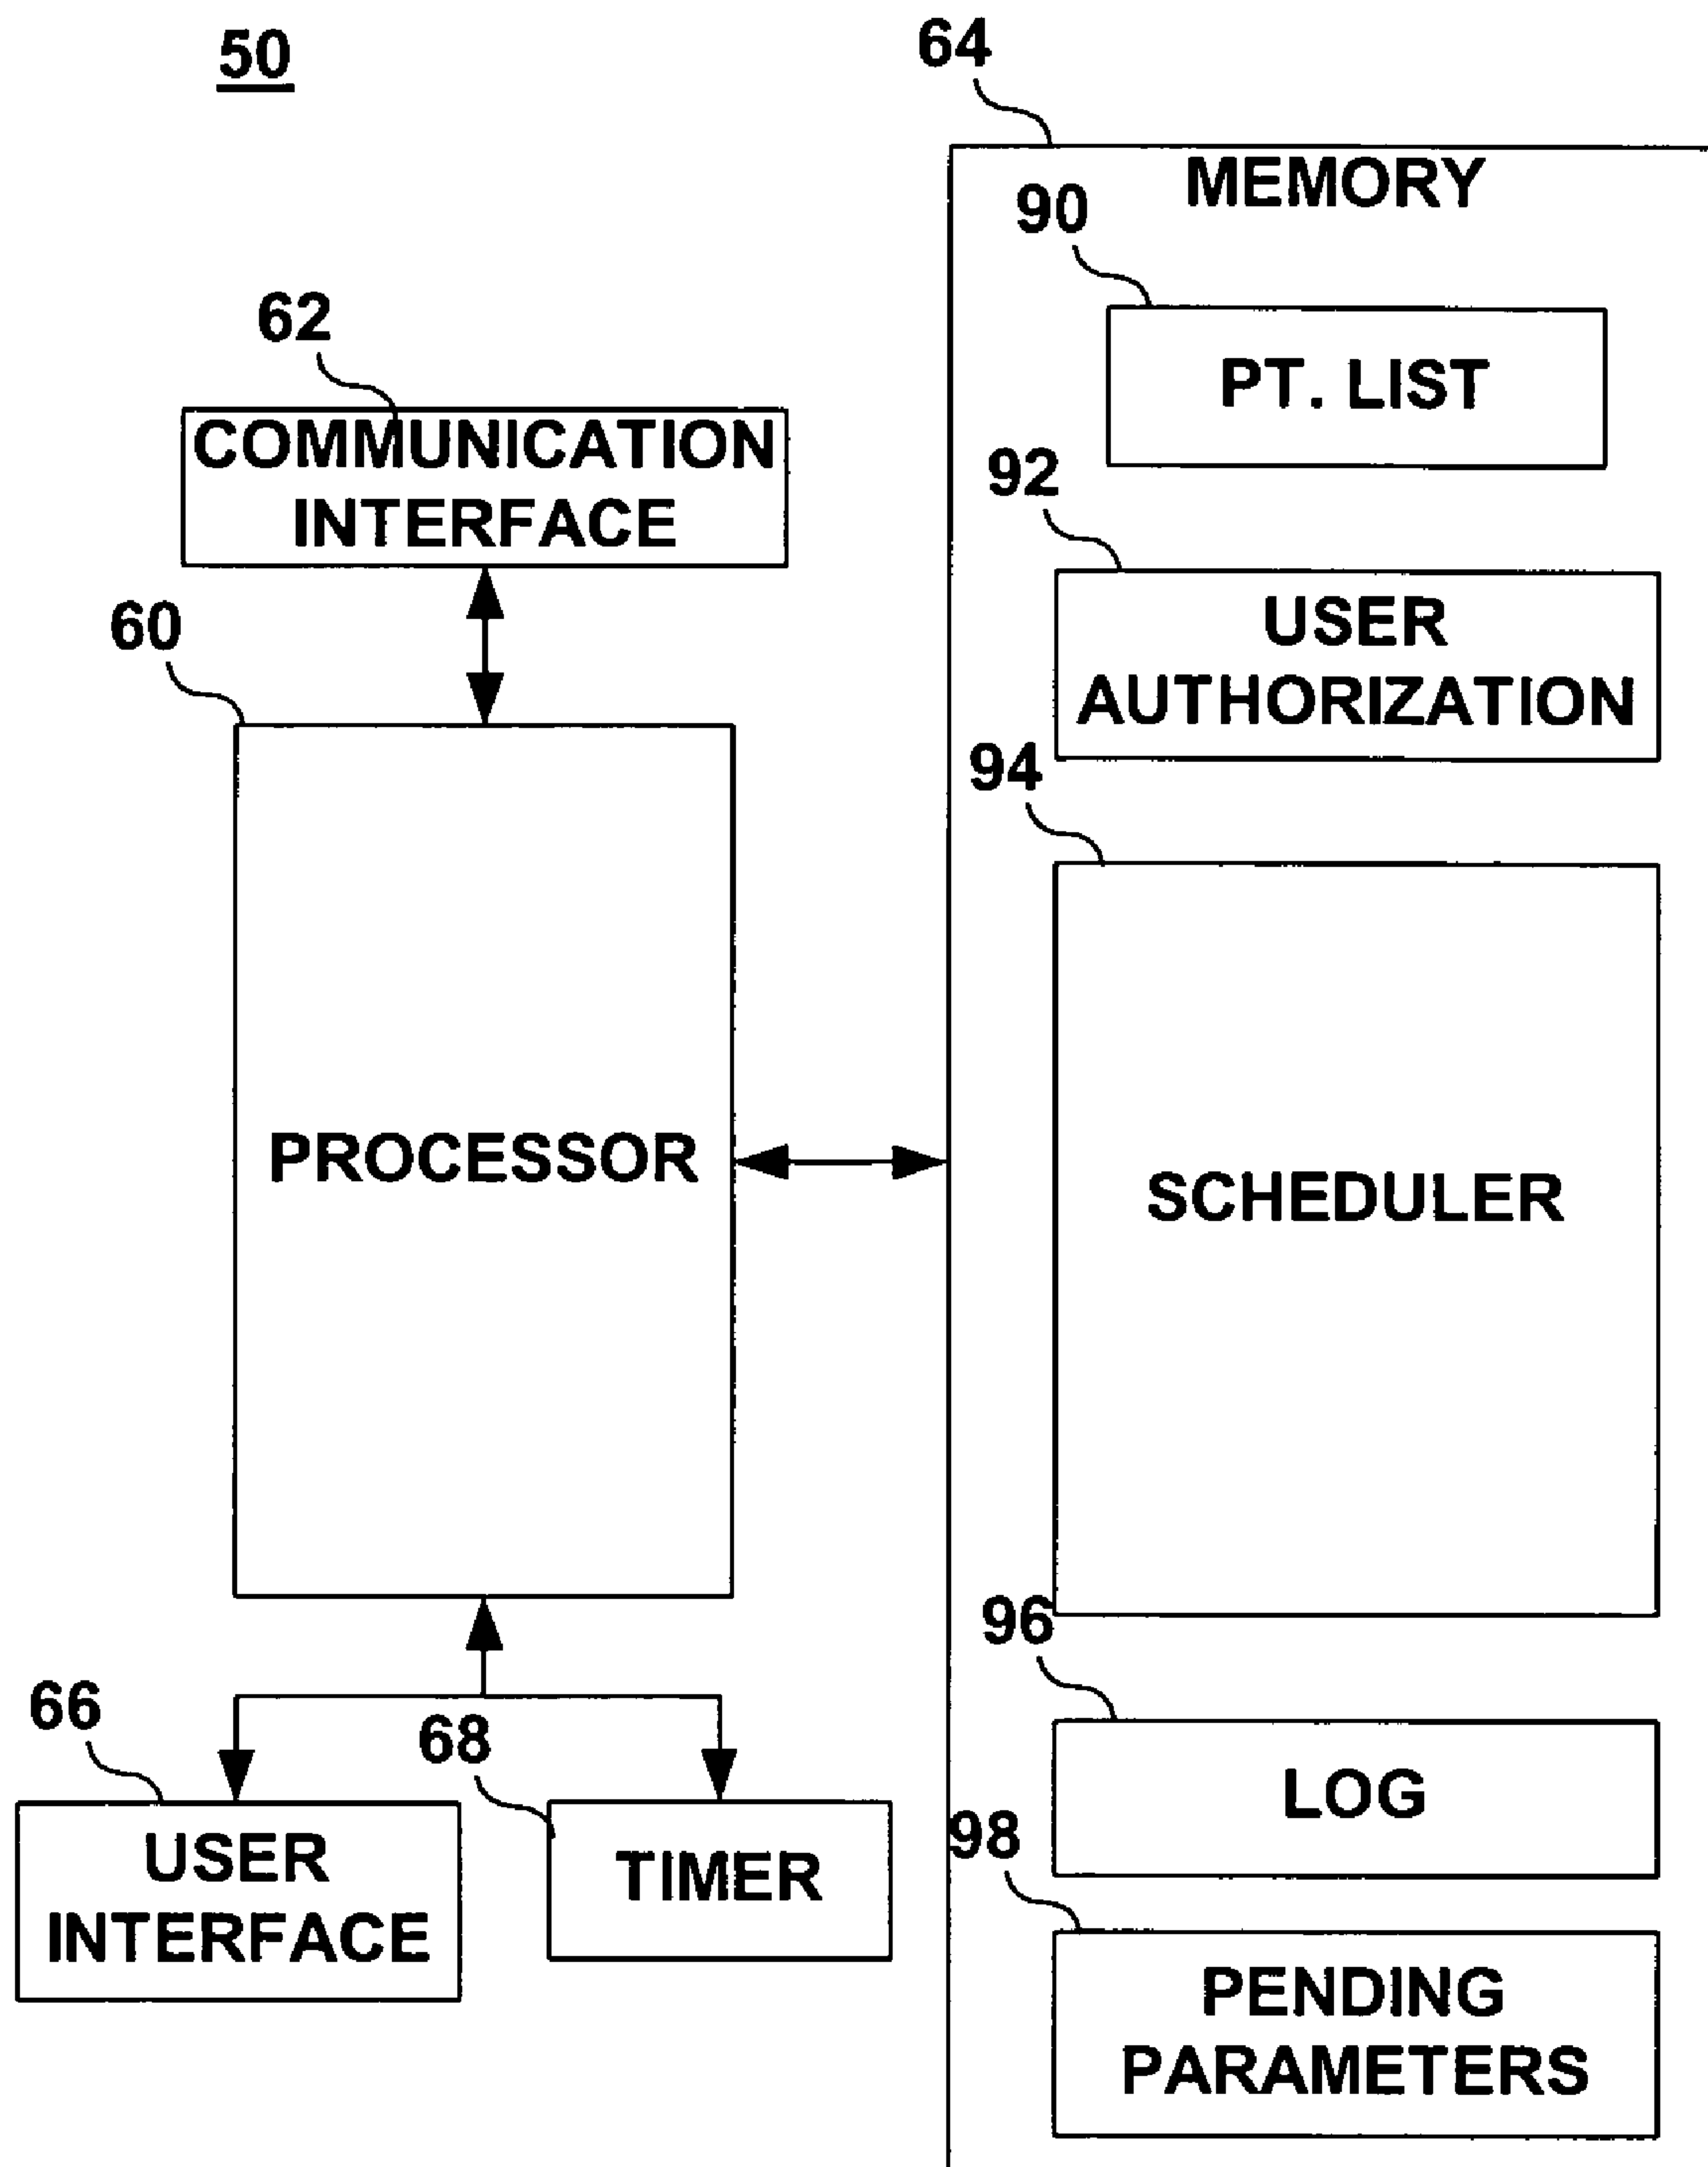 50
64
MEMORY
90
PT. LIST
62
COMMUNICATION
INTERFACE
92
USER
AUTHORIZATION
60
94
PROCESSOR
SCHEDULER
96
66
68
LOG
98
USER
INTERFACE
TIMER
PENDING
PARAMETERS